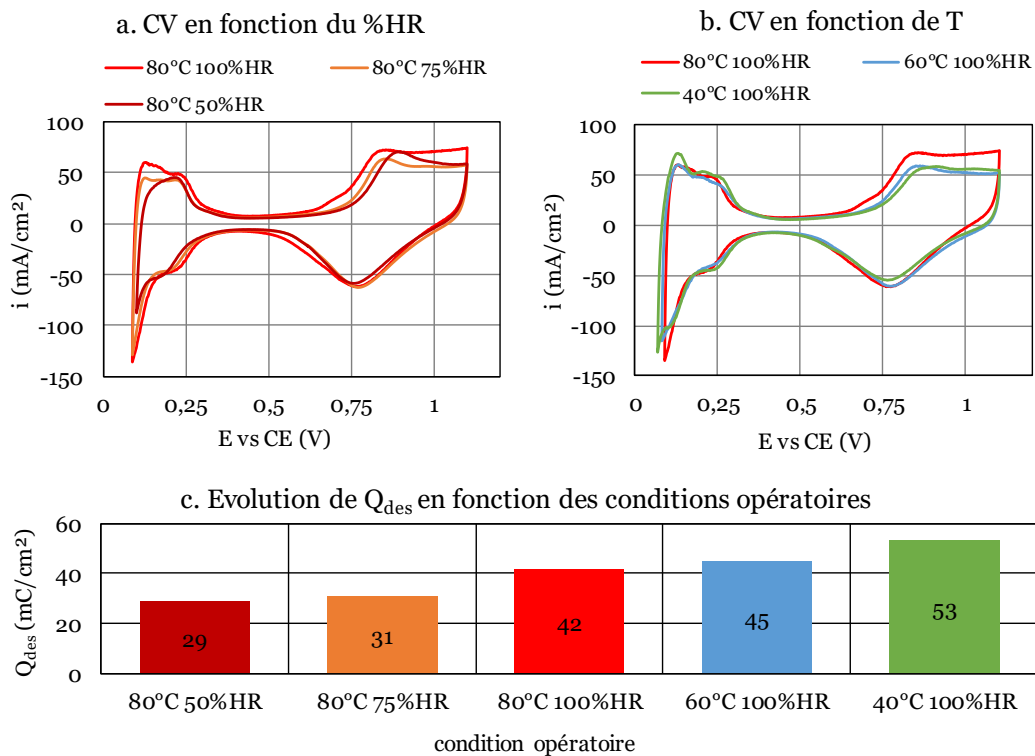 a. CV en fonction du %HR
80°C 100%HR 80°C 75%HR
80°C 50%HR
100
50
0
-50
-100
-150
i (mA/cm²)
0 0,25 0,5 0,75 1
E vs CE (V)
b. CV en fonction de T
80°C 100%HR 60°C 100%HR
40°C 100%HR
100
50
0
-50
-100
-150
i (mA/cm²)
0 0,25 0,5 0,75 1
E vs CE (V)
c. Evolution de Qdes en fonction des conditions opératoires
60
40
20
0
Qdes (mC/cm²)
29 31 42 45 53
80°C 50%HR 80°C 75%HR 80°C 100%HR 60°C 100%HR 40°C 100%HR
condition opératoire